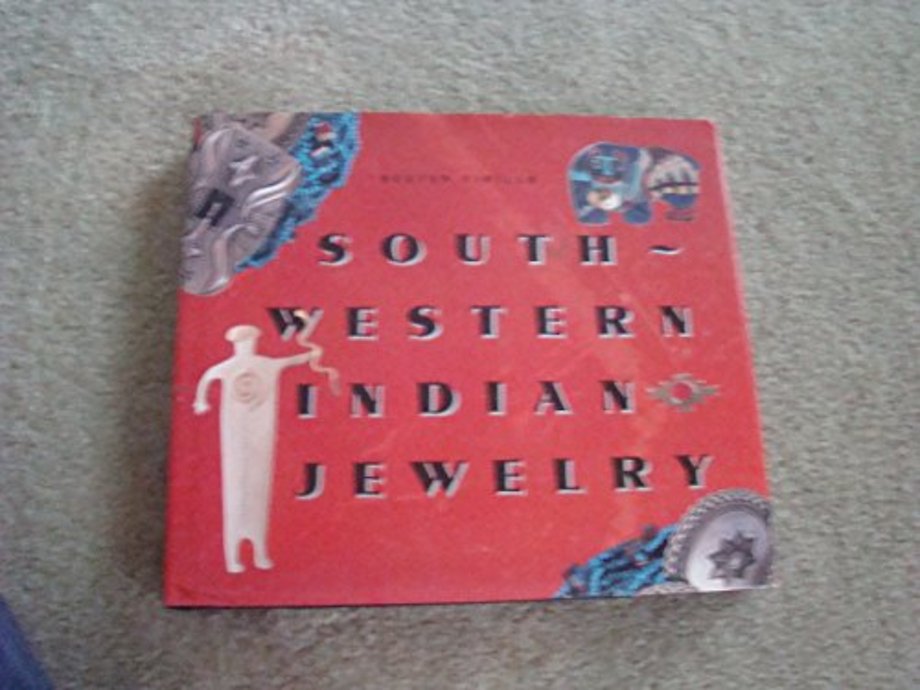 SOUTH~
WESTERN
INDIAN
JEWELRY